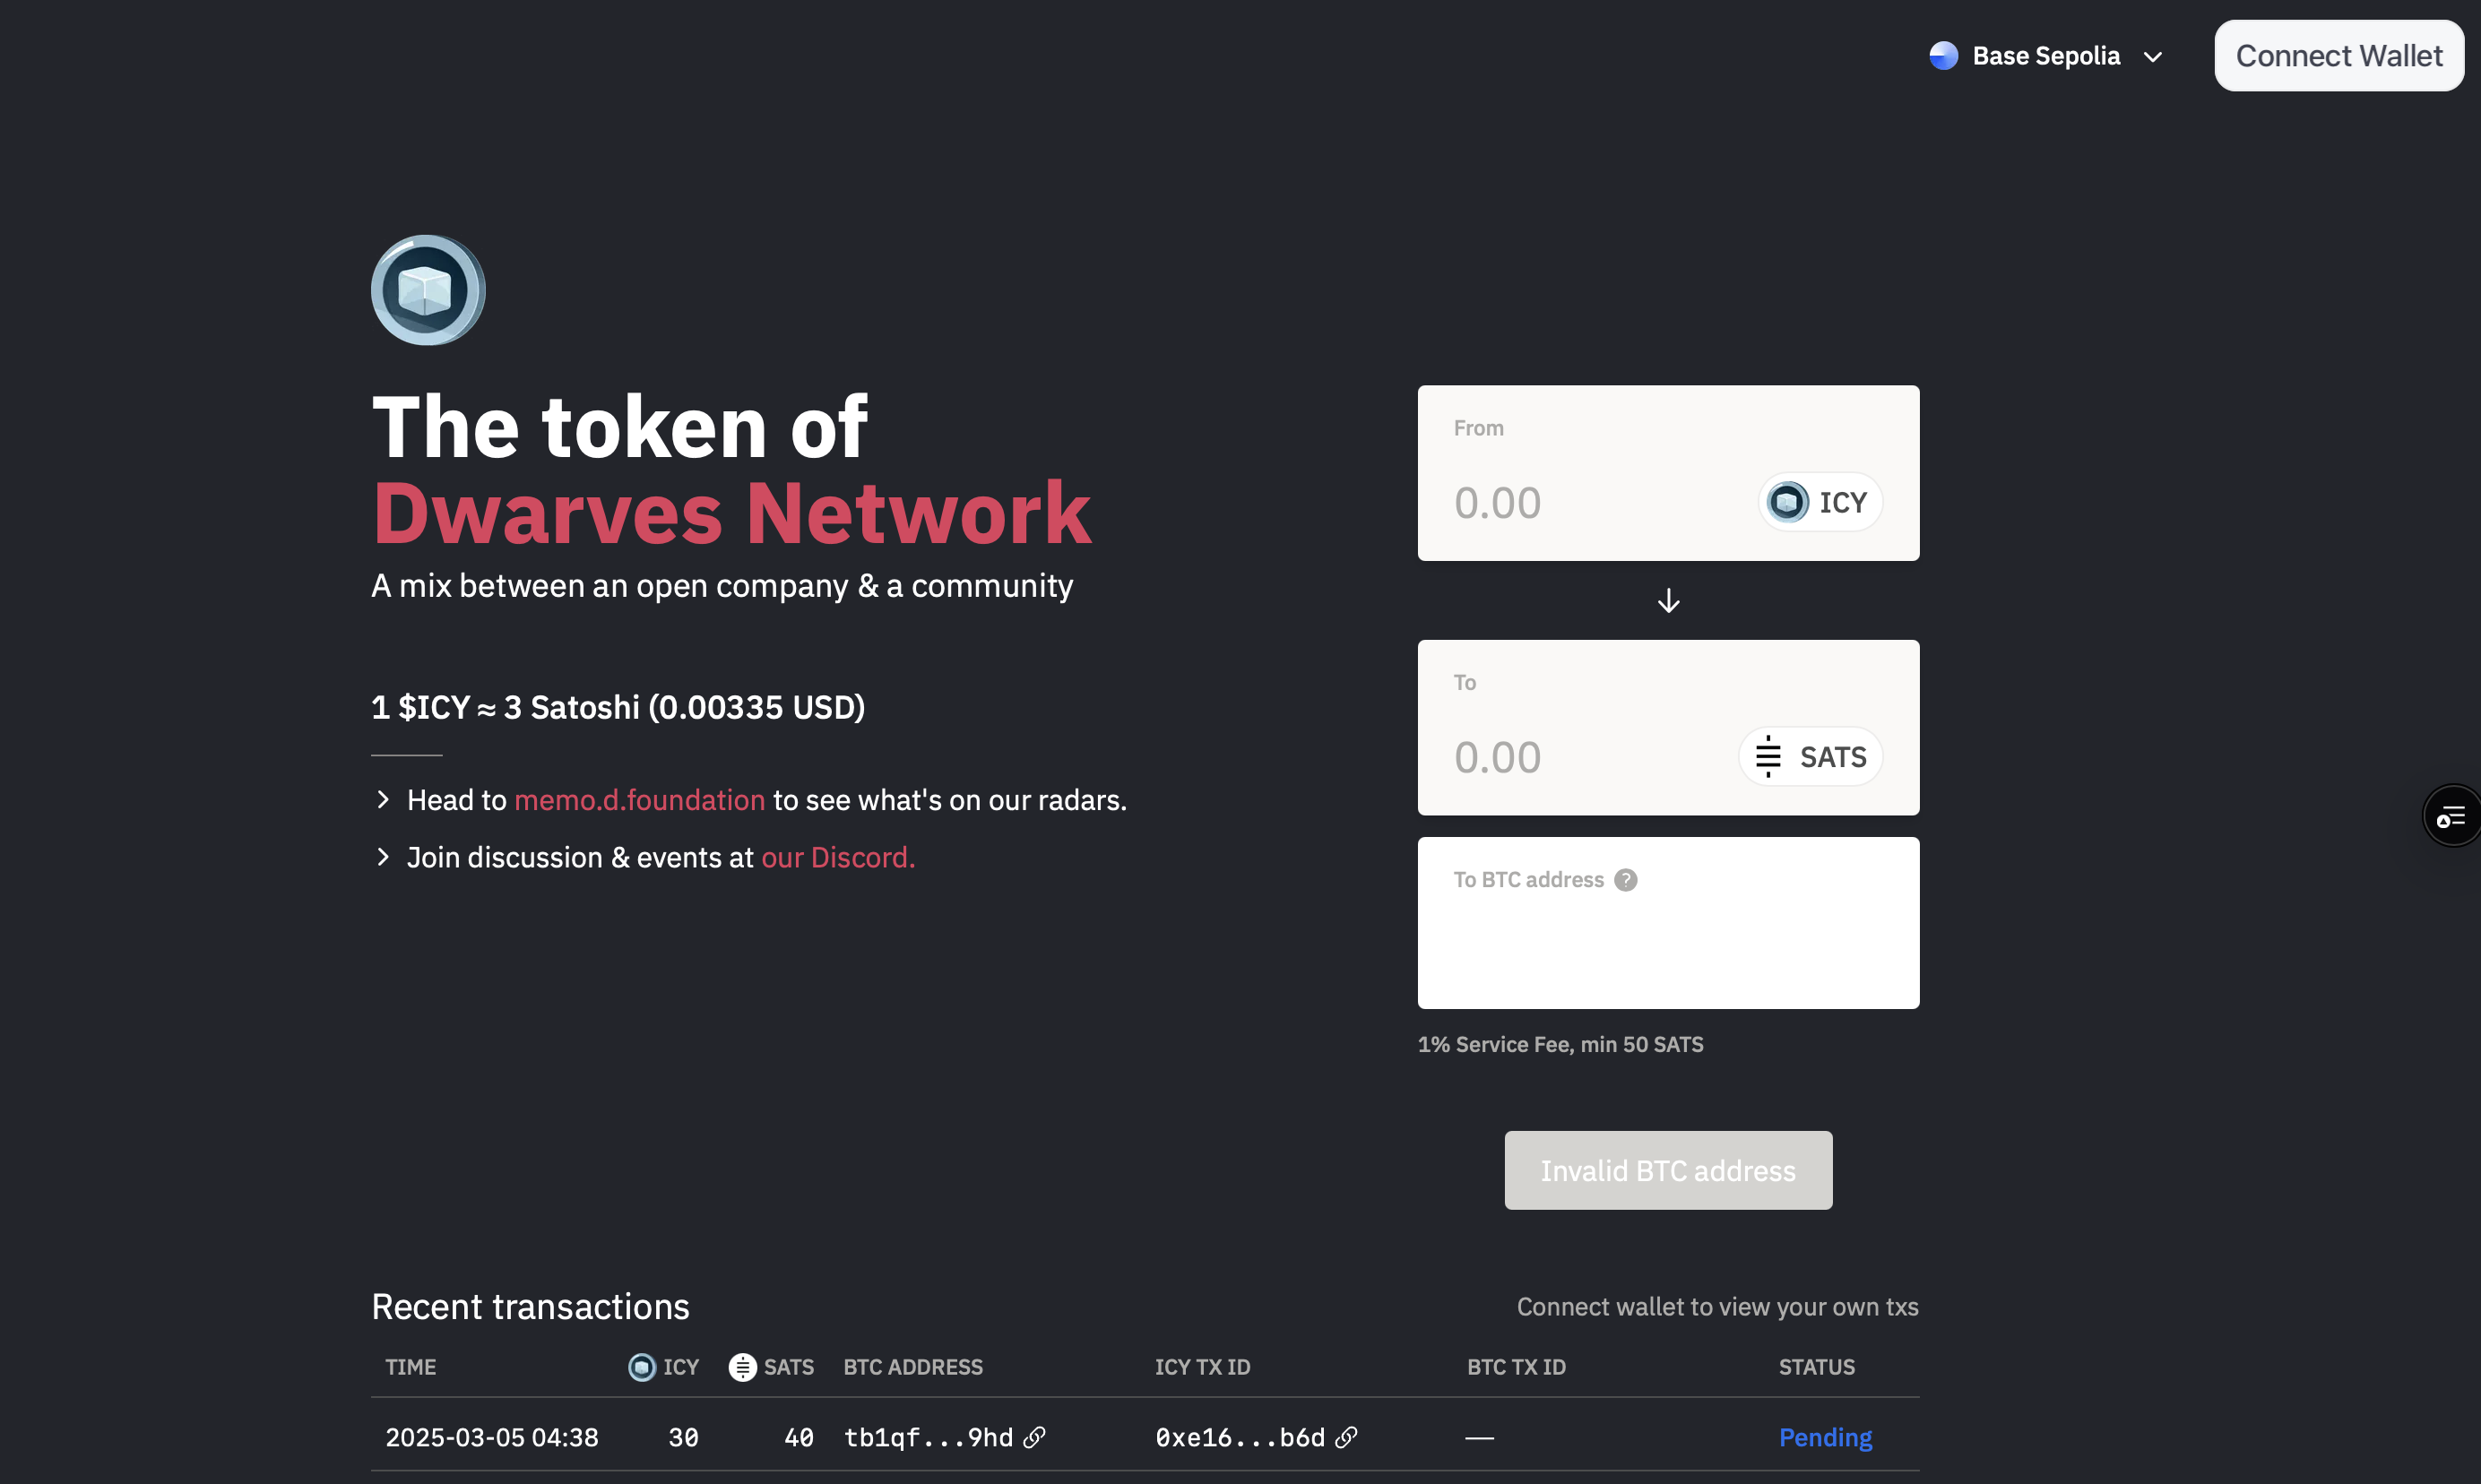 Base Sepolia
Connect Wallet
The token of
Dwarves Network
A mix between an open company & a community
1 $ICY ≈ 3 Satoshi (0.00335 USD)
Head to memo.d.foundation to see what's on our radars.
Join discussion & events at our Discord.
From
0.00 ICY
To
0.00 SATS
To BTC address ?
1% Service Fee, min 50 SATS
Invalid BTC address
Recent transactions Connect wallet to view your own txs
TIME ICY SATS BTC ADDRESS ICY TX ID BTC TX ID STATUS
2025-03-05 04:38 30 40 tb1qf...9hd 0xe16...b6d — Pending